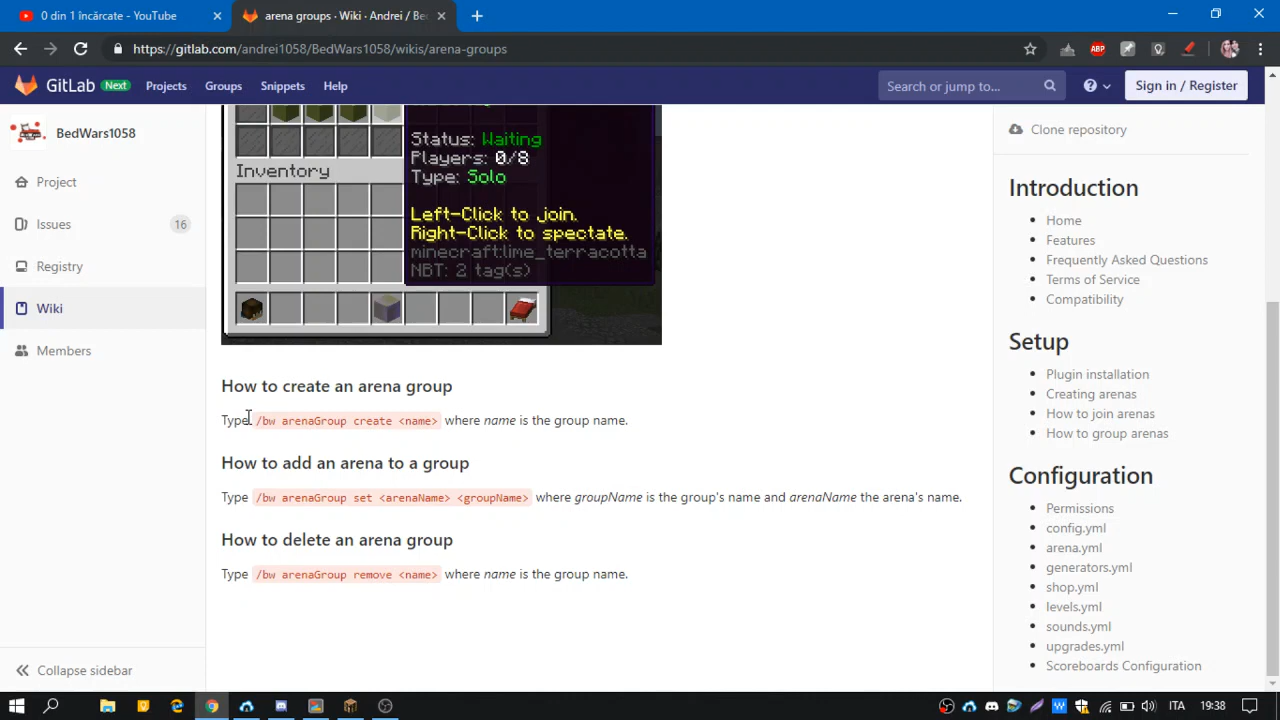 0 din 1 încărcate - YouTube
arena groups · Wiki · Andrei / Be
https://gitlab.com/andrei1058/BedWars1058/wikis/arena-groups
ABP
GitLab Next Projects Groups Snippets Help
Search or jump to...
Sign in / Register
BedWars1058
Project
Issues 16
Registry
Wiki
Members
Collapse sidebar
Status: Waiting
Players: 0/8
Type: Solo
Left-Click to join.
Right-Click to spectate.
minecraft:lime_terracotta
NBT: 2 tag(s)
Inventory
How to create an arena group
Type /bw arenaGroup create <name> where name is the group name.
How to add an arena to a group
Type /bw arenaGroup set <arenaName> <groupName> where groupName is the group's name and arenaName the arena's name.
How to delete an arena group
Type /bw arenaGroup remove <name> where name is the group name.
Clone repository
Introduction
Home
Features
Frequently Asked Questions
Terms of Service
Compatibility
Setup
Plugin installation
Creating arenas
How to join arenas
How to group arenas
Configuration
Permissions
config.yml
arena.yml
generators.yml
shop.yml
levels.yml
sounds.yml
upgrades.yml
Scoreboards Configuration
ITA 19:38